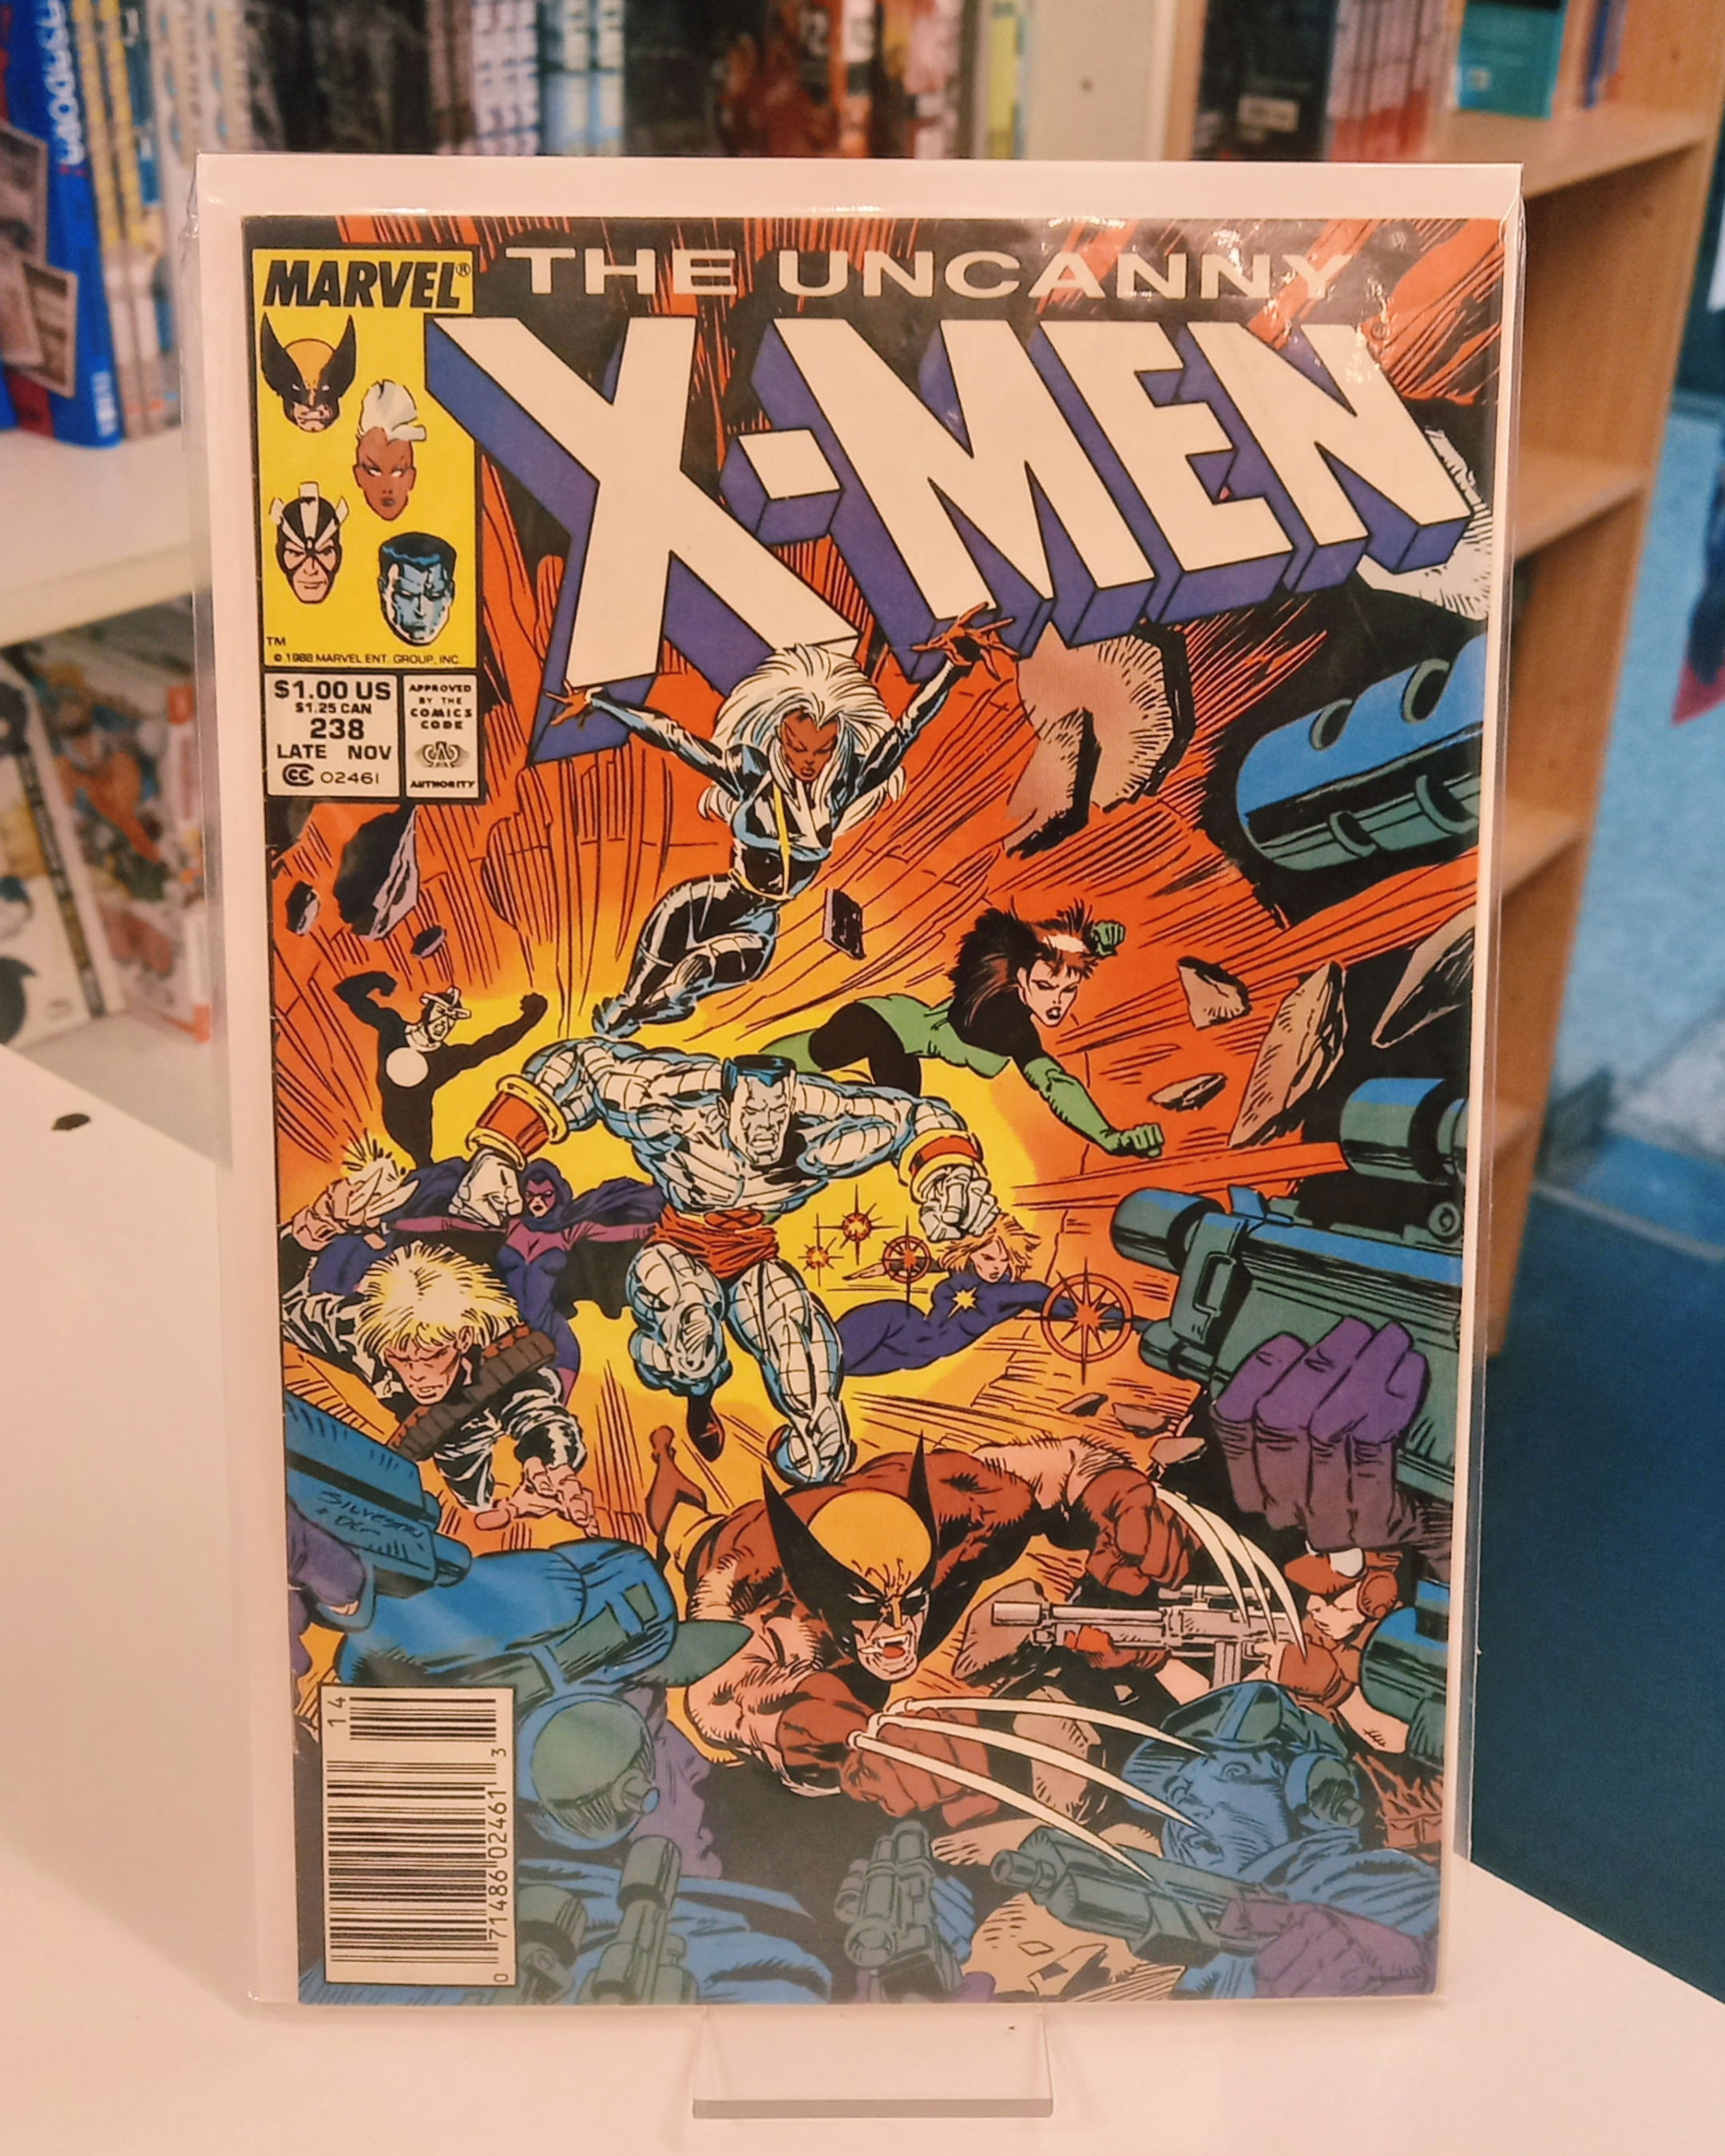 MARVEL®
THE UNCANNY
X-MEN
TM
© 1988 MARVEL ENT. GROUP, INC.
$1.00 US
$1.25 CAN
238
LATE NOV
CC 02461
APPROVED
BY THE
COMICS
CODE
CA
AUTHORITY
SILVESTRI
14
0 71486 02461 3